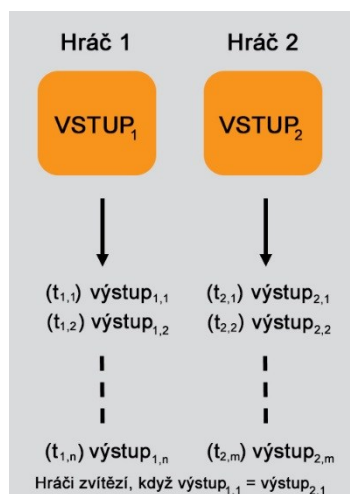 Hráč 1 Hráč 2
VSTUP₁ VSTUP₂
(t₁,₁) výstup₁,₁ (t₂,₁) výstup₂,₁
(t₁,₂) výstup₁,₂ (t₂,₂) výstup₂,₂
(t₁,ₙ) výstup₁,ₙ (t₂,ₘ) výstup₂,ₘ
Hráči zvítězí, když výstup₁,₁ = výstup₂,₁